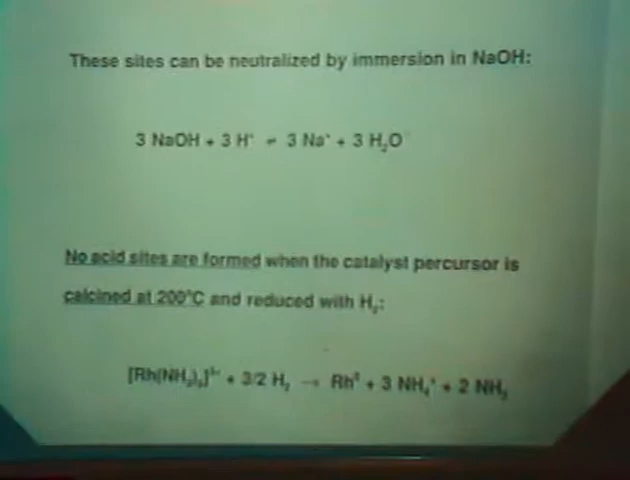 These sites can be neutralized by immersion in NaOH:
3 NaOH + 3 H⁺ = 3 Na⁺ + 3 H₂O
No acid sites are formed when the catalyst percursor is
calcined at 200°C and reduced with H₂:
[Rh(NH₃)₅]³⁺ + 3/2 H₂ → Rh⁰ + 3 NH₄⁺ + 2 NH₃